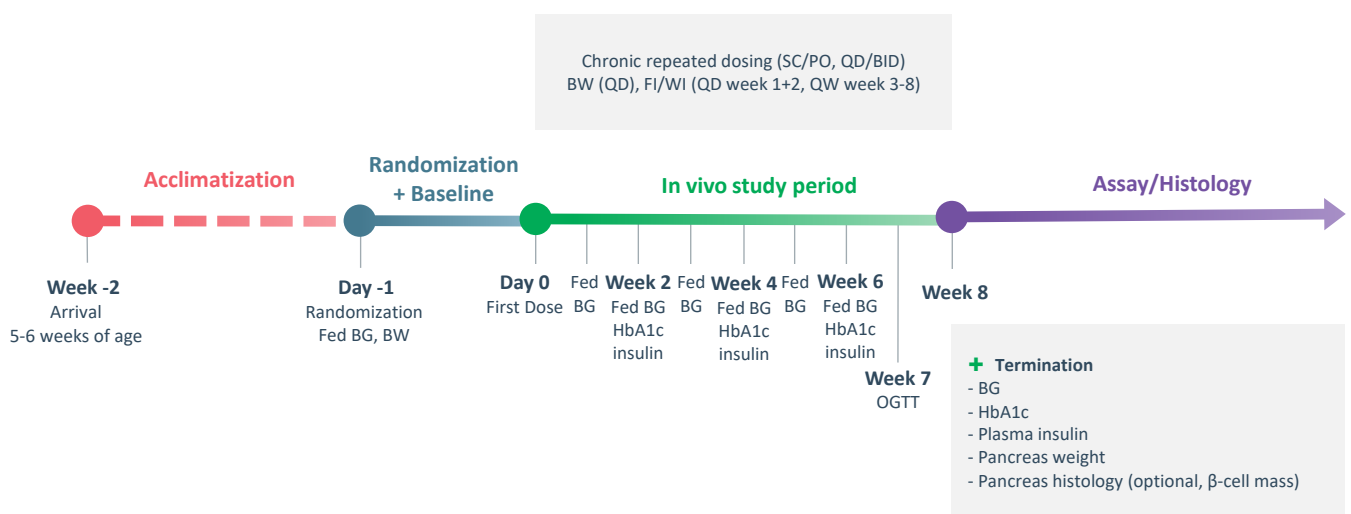 Chronic repeated dosing (SC/PO, QD/BID)
BW (QD), FI/WI (QD week 1+2, QW week 3-8)
Acclimatization
Randomization
+ Baseline
In vivo study period
Assay/Histology
Week -2
Arrival
5-6 weeks of age
Day -1
Randomization
Fed BG, BW
Day 0
First Dose
Fed
BG
Week 2
Fed BG
HbA1c
insulin
Fed
BG
Week 4
Fed BG
HbA1c
insulin
Fed
BG
Week 6
Fed BG
HbA1c
insulin
Week 7
OGTT
Week 8
+ Termination
- BG
- HbA1c
- Plasma insulin
- Pancreas weight
- Pancreas histology (optional, β-cell mass)